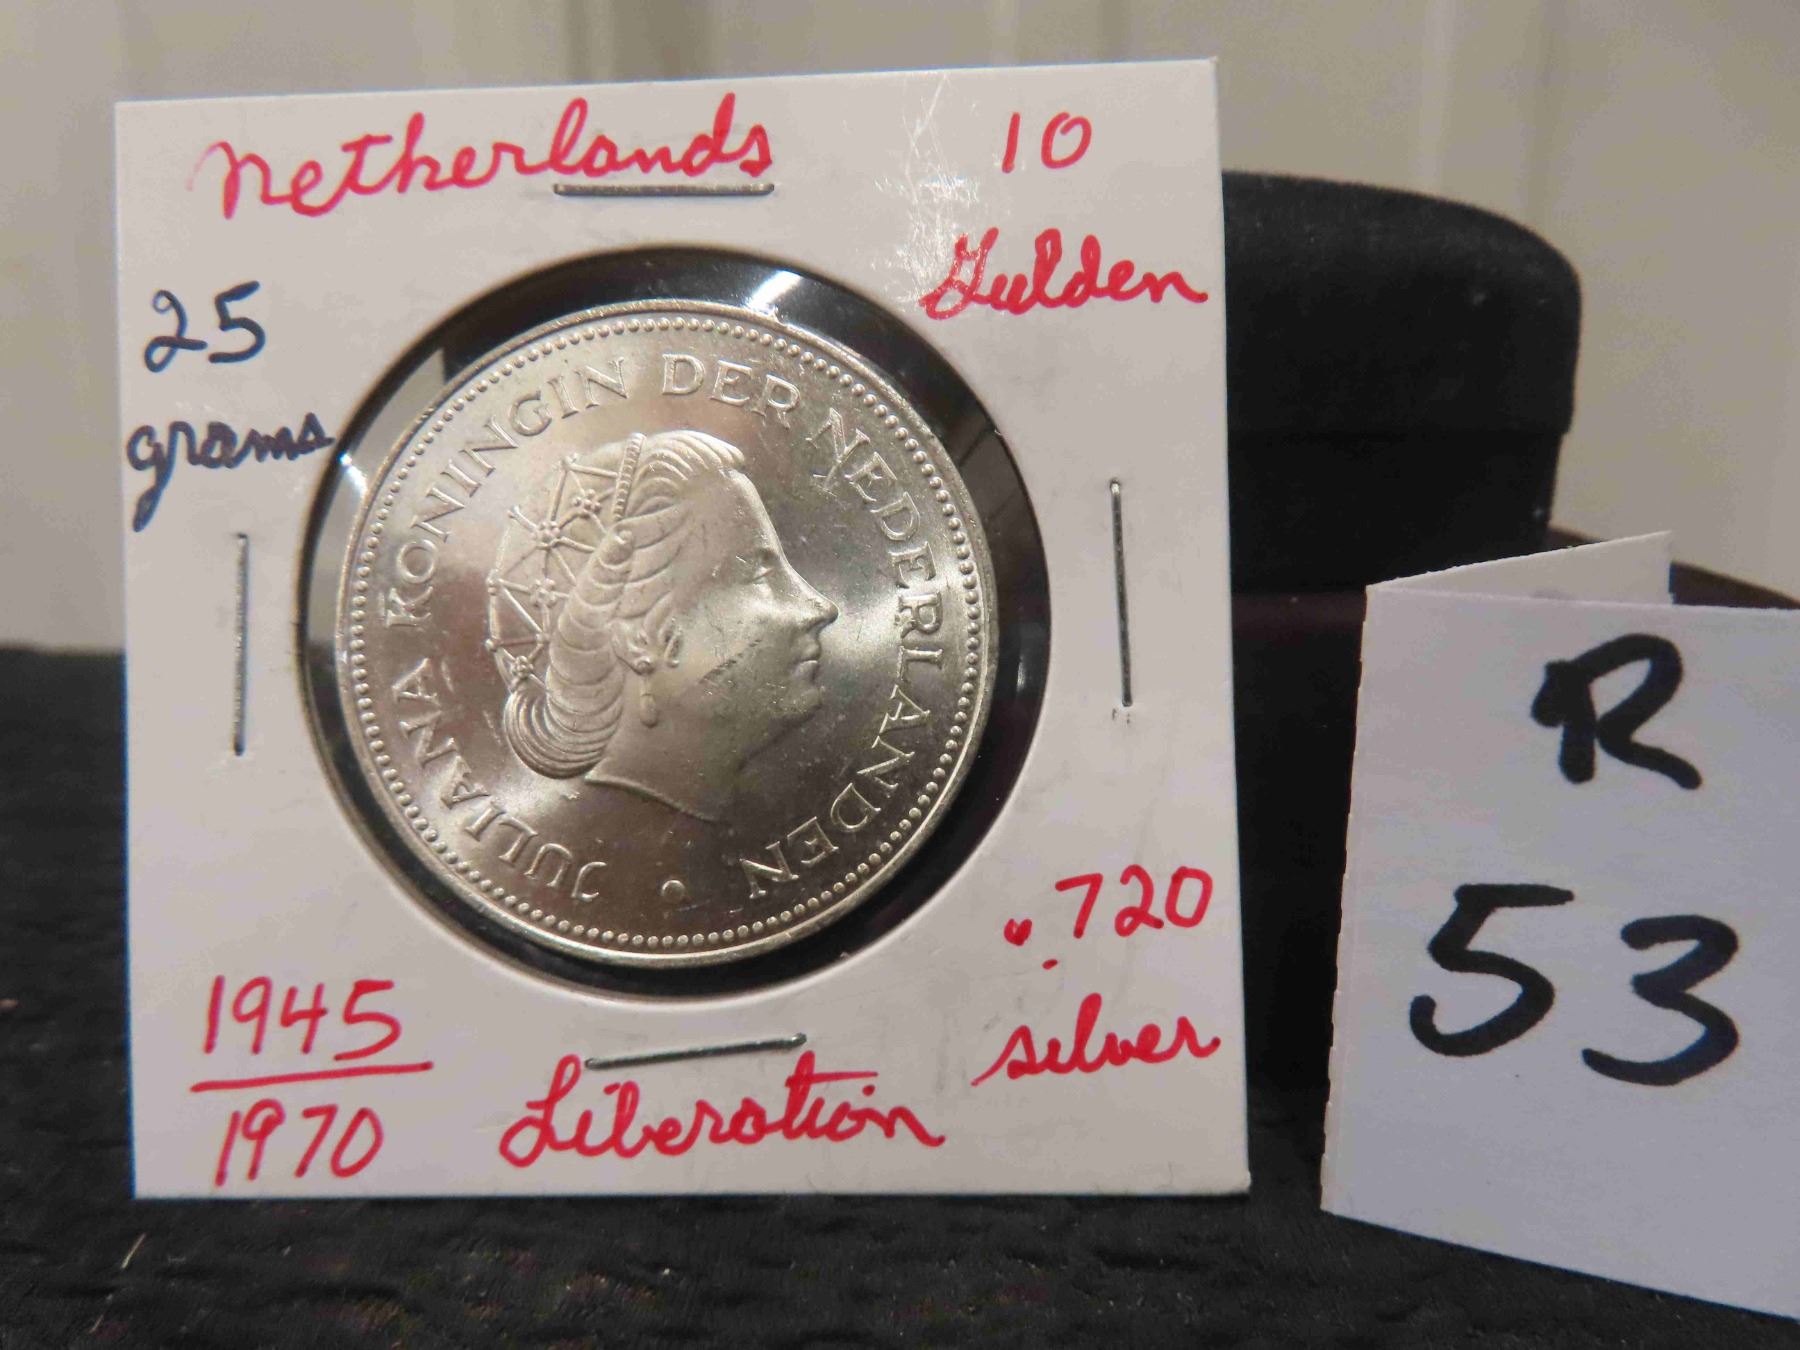 Netherlands
10
Gulden
25
grams
JULIANA KONINGIN DER NEDERLANDEN
.720
silver
1945
1970
Liberation
R
53